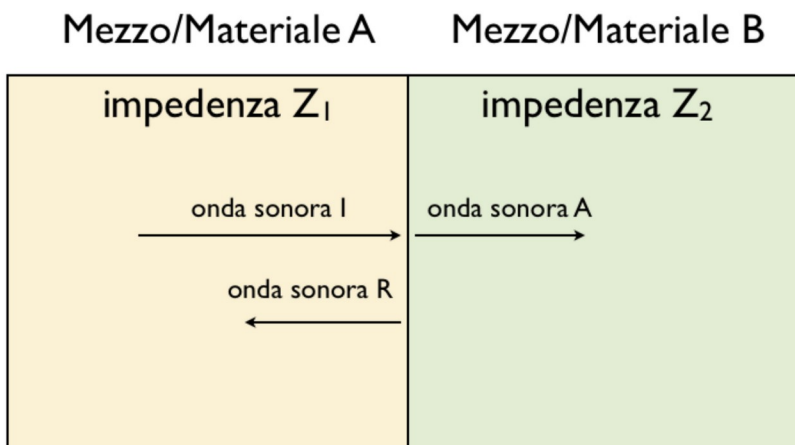 Mezzo/Materiale A
Mezzo/Materiale B
impedenza Z₁
impedenza Z₂
onda sonora I
onda sonora A
onda sonora R